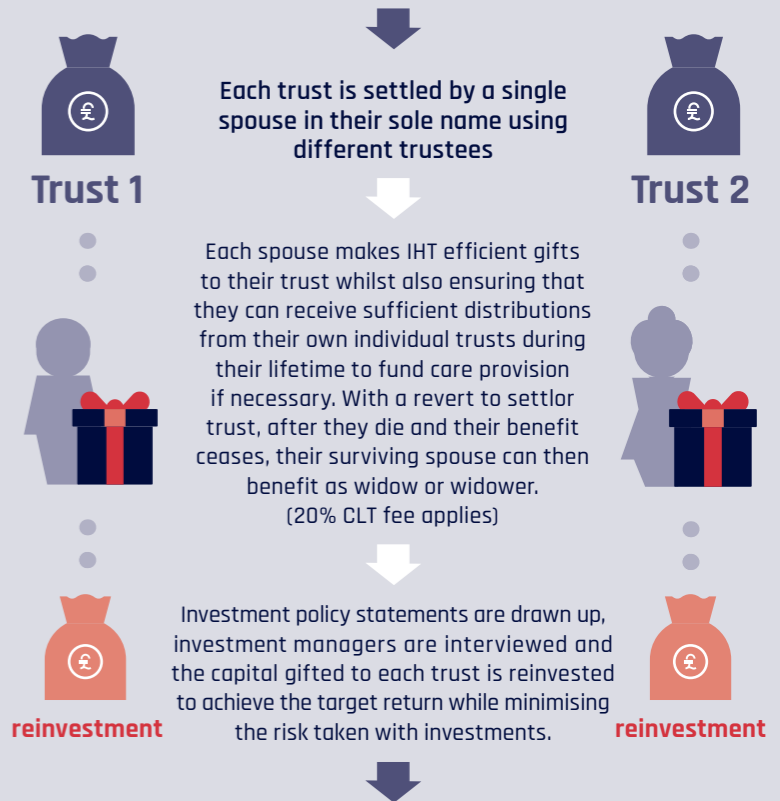 Each trust is settled by a single
spouse in their sole name using
different trustees
£
Trust 1
£
Trust 2
Each spouse makes IHT efficient gifts
to their trust whilst also ensuring that
they can receive sufficient distributions
from their own individual trusts during
their lifetime to fund care provision
if necessary. With a revert to settlor
trust, after they die and their benefit
ceases, their surviving spouse can then
benefit as widow or widower.
(20% CLT fee applies)
Investment policy statements are drawn up,
investment managers are interviewed and
the capital gifted to each trust is reinvested
to achieve the target return while minimising
the risk taken with investments.
£
reinvestment
£
reinvestment